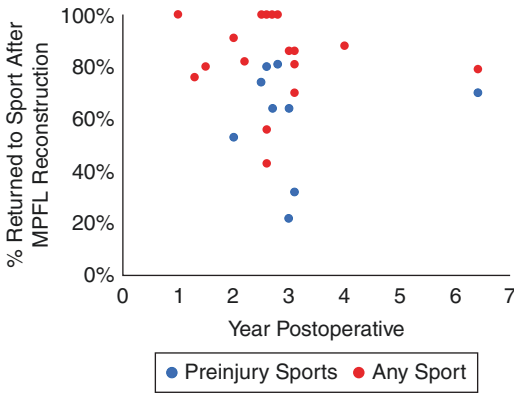 % Returned to Sport After
MPFL Reconstruction
100%
80%
60%
40%
20%
0%
0 1 2 3 4 5 6 7
Year Postoperative
Preinjury Sports Any Sport